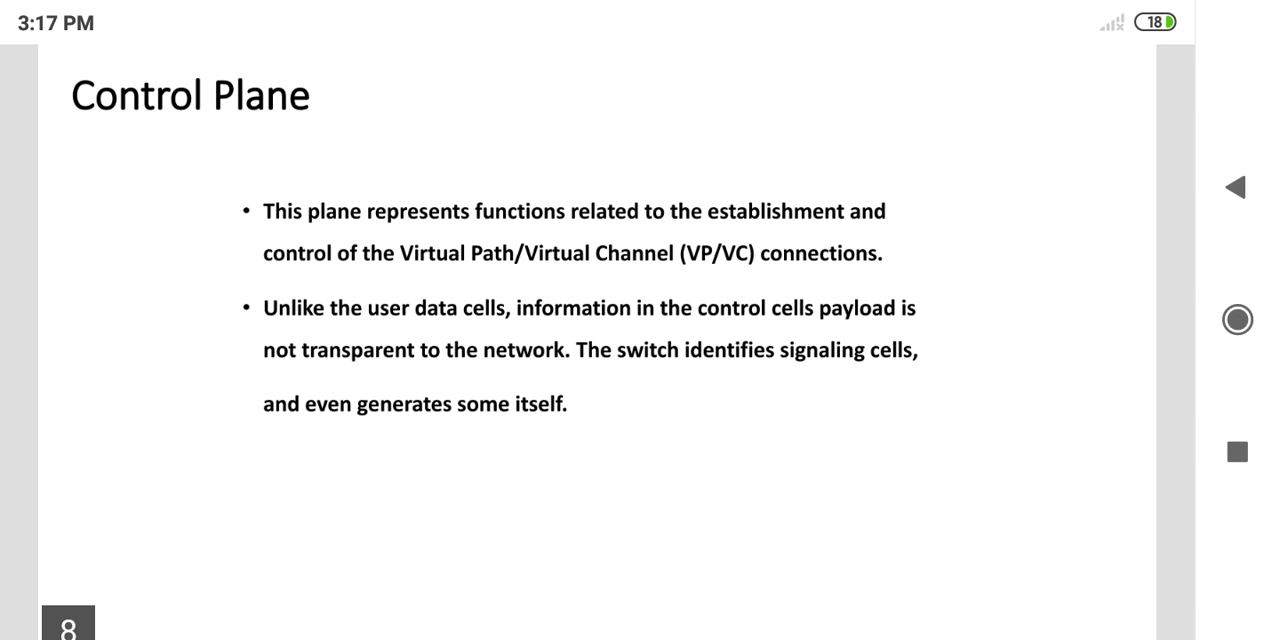 3:17 PM
18
Control Plane
• This plane represents functions related to the establishment and
control of the Virtual Path/Virtual Channel (VP/VC) connections.
• Unlike the user data cells, information in the control cells payload is
not transparent to the network. The switch identifies signaling cells,
and even generates some itself.
8